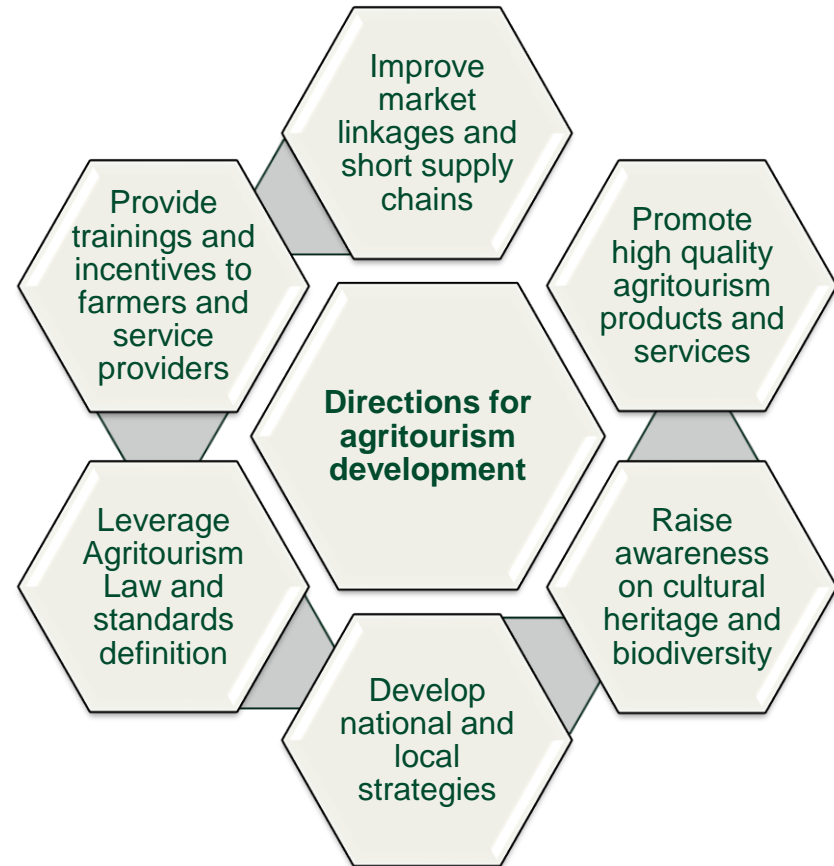 Improve
market
linkages and
short supply
chains
Provide
trainings and
incentives to
farmers and
service
providers
Promote
high quality
agritourism
products and
services
Directions for
agritourism
development
Leverage
Agritourism
Law and
standards
definition
Raise
awareness
on cultural
heritage and
biodiversity
Develop
national and
local
strategies